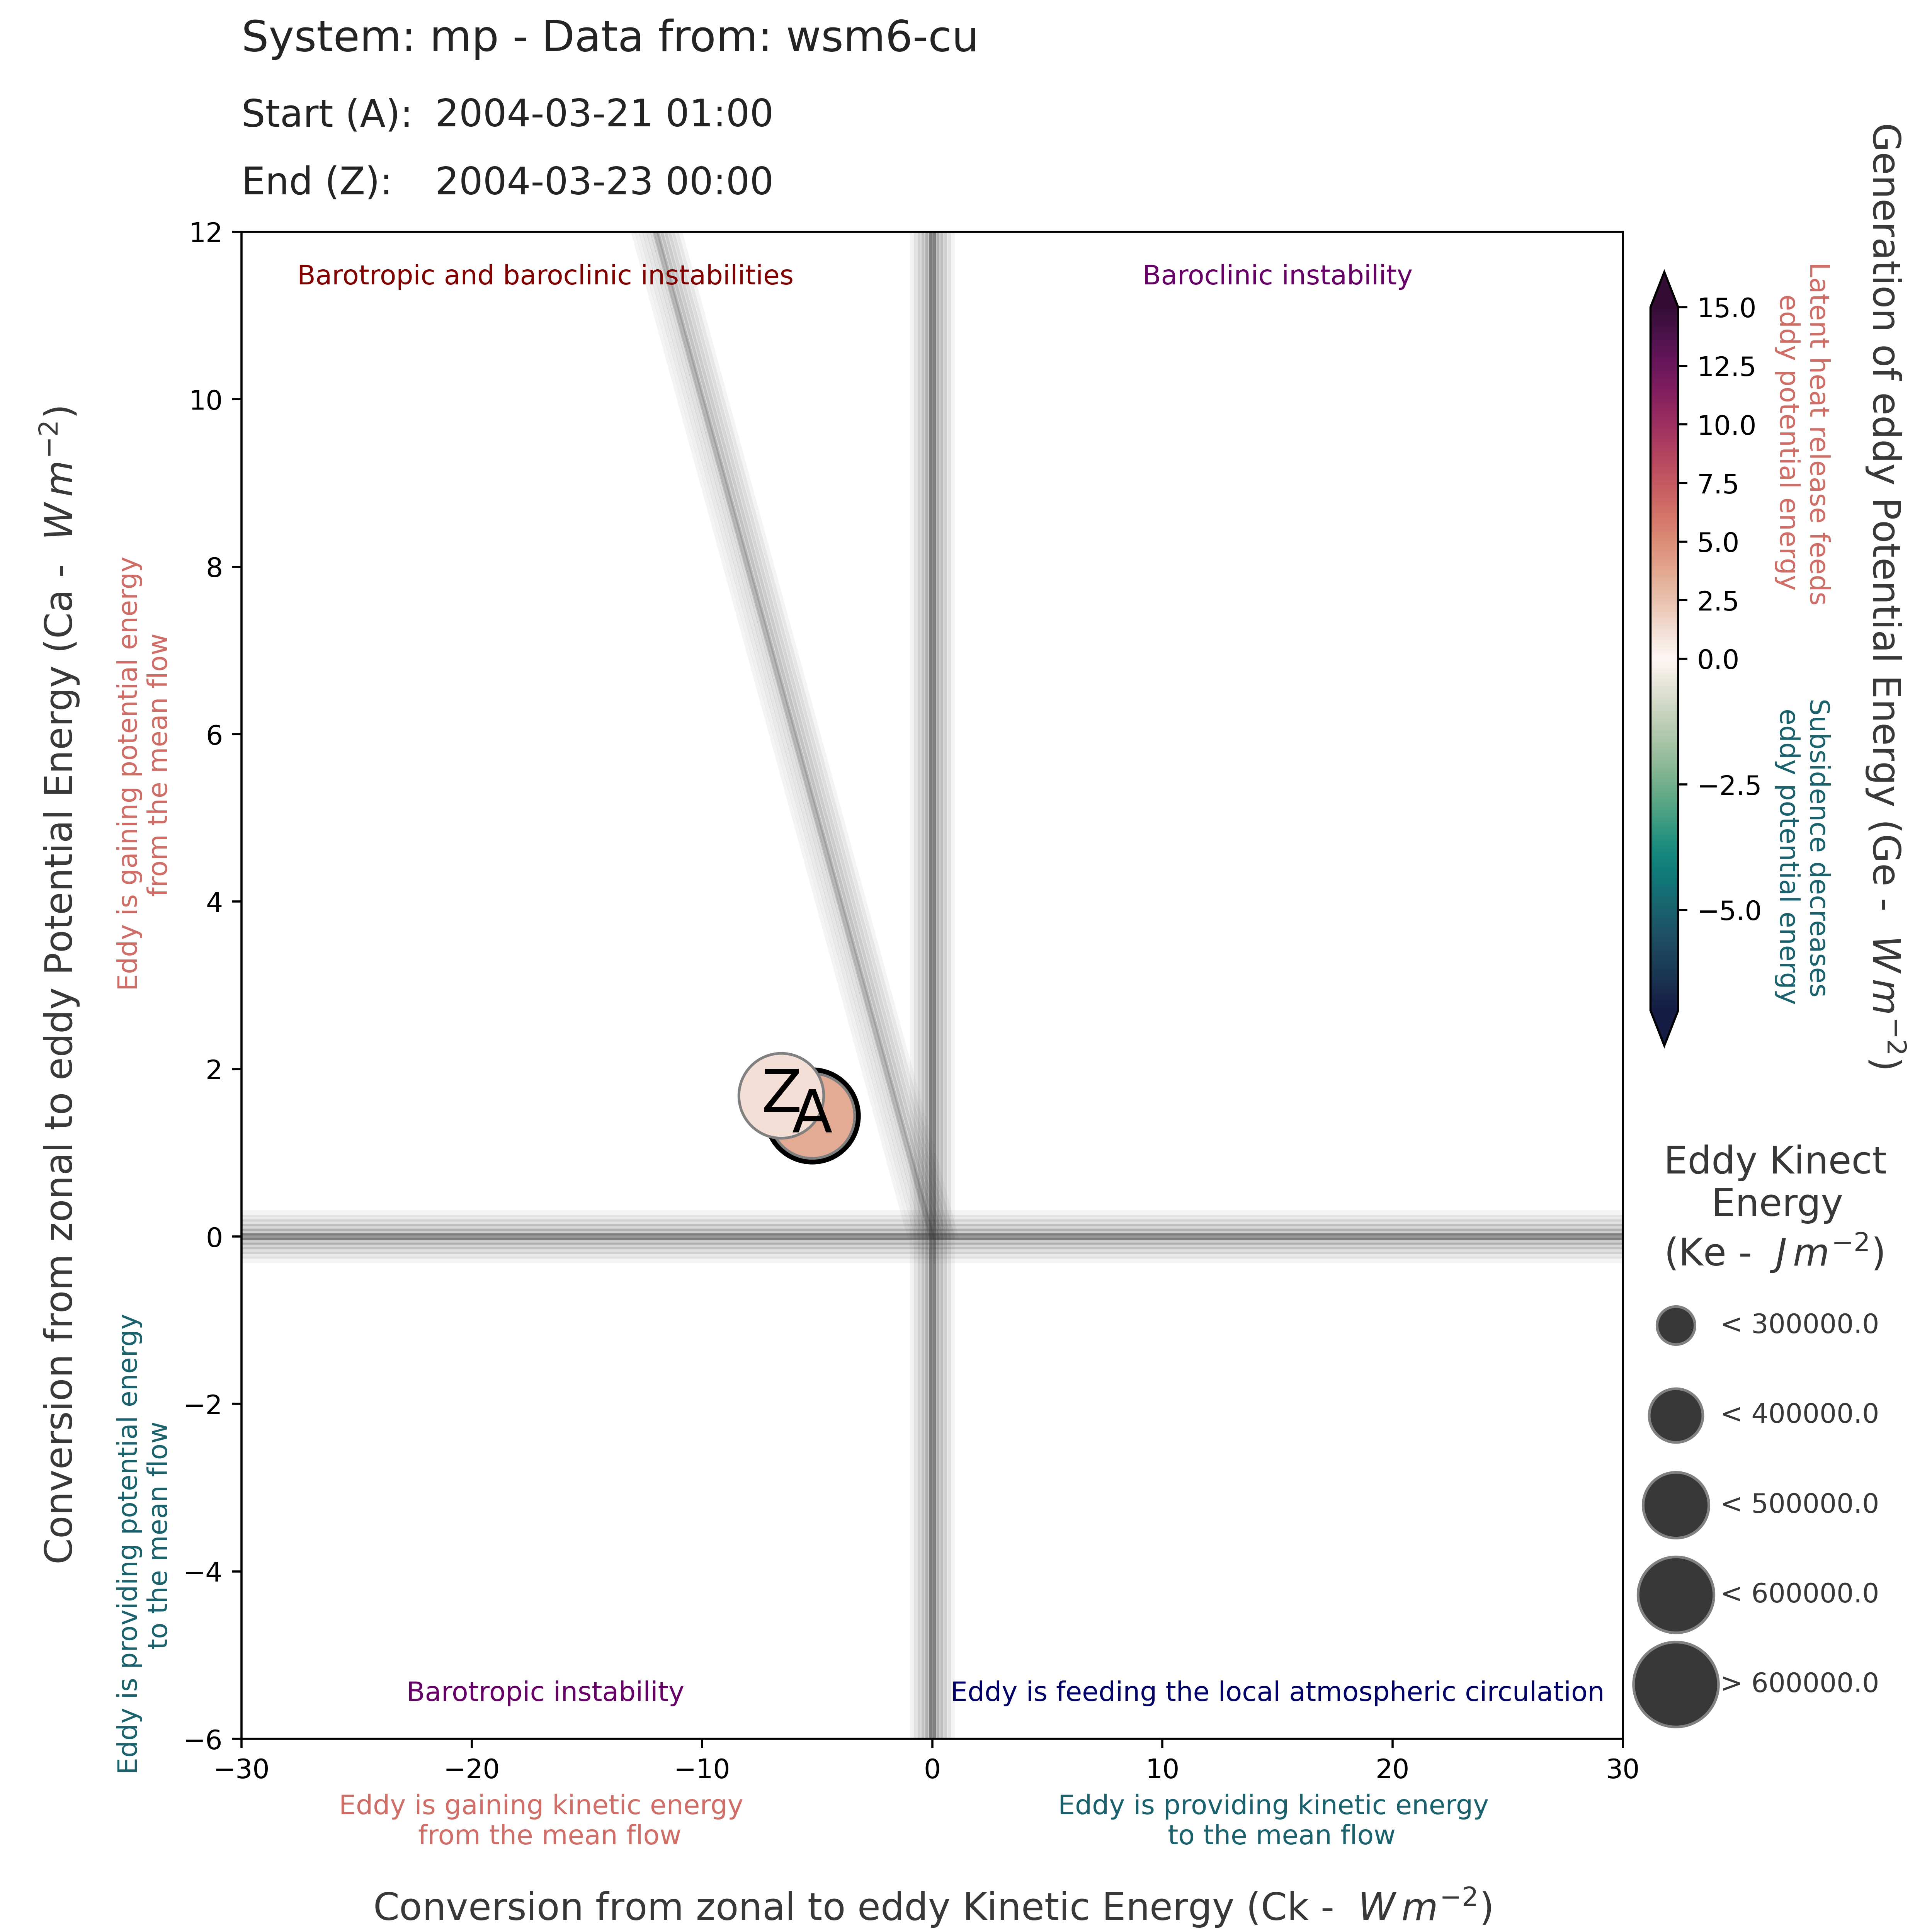 System: mp - Data from: wsm6-cu
Start (A): 2004-03-21 01:00
End (Z): 2004-03-23 00:00
Conversion from zonal to eddy Potential Energy (Ca - W m−2)
Eddy is gaining potential energy
from the mean flow
Eddy is providing potential energy
to the mean flow
12
10
8
6
4
2
0
−2
−4
−6
Barotropic and baroclinic instabilities
Baroclinic instability
Z
A
Barotropic instability
Eddy is feeding the local atmospheric circulation
−30
−20
−10
0
10
20
30
Eddy is gaining kinetic energy
from the mean flow
Eddy is providing kinetic energy
to the mean flow
Conversion from zonal to eddy Kinetic Energy (Ck - W m−2)
15.0
12.5
10.0
7.5
5.0
2.5
0.0
−2.5
−5.0
Latent heat release feeds
eddy potential energy
Subsidence decreases
eddy potential energy
Generation of eddy Potential Energy (Ge - W m−2)
Eddy Kinect
Energy
(Ke - J m−2)
< 300000.0
< 400000.0
< 500000.0
< 600000.0
> 600000.0